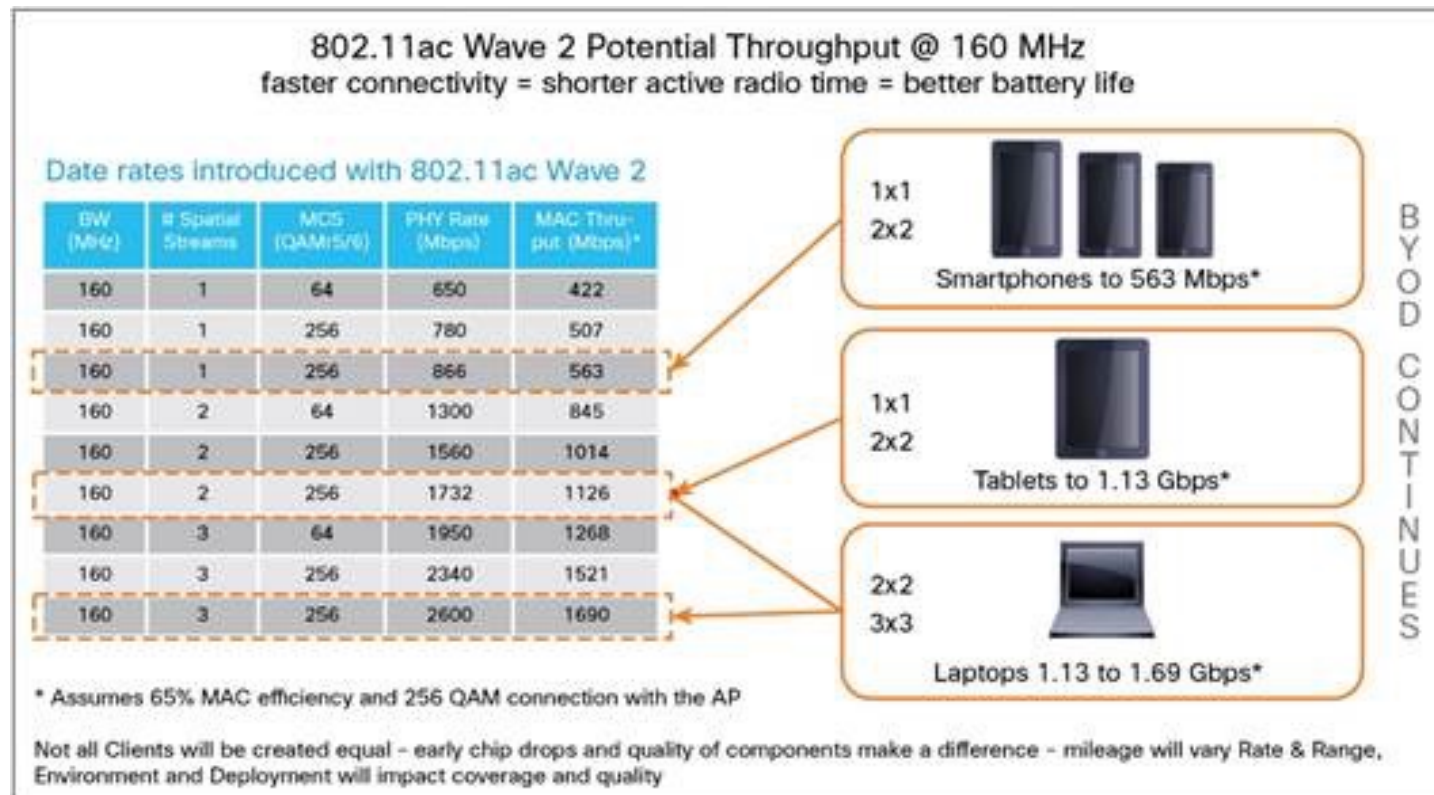 802.11ac Wave 2 Potential Throughput @ 160 MHz
faster connectivity = shorter active radio time = better battery life
Date rates introduced with 802.11ac Wave 2
BW (MHz) # Spatial Streams MCS (QAMr5/6) PHY Rate (Mbps) MAC Thru-put (Mbps)*
160 1 64 650 422
160 1 256 780 507
160 1 256 866 563
160 2 64 1300 845
160 2 256 1560 1014
160 2 256 1732 1126
160 3 64 1950 1268
160 3 256 2340 1521
160 3 256 2600 1690
1x1
2x2
Smartphones to 563 Mbps*
1x1
2x2
Tablets to 1.13 Gbps*
2x2
3x3
Laptops 1.13 to 1.69 Gbps*
BYOD CONTINUES
* Assumes 65% MAC efficiency and 256 QAM connection with the AP
Not all Clients will be created equal – early chip drops and quality of components make a difference – mileage will vary Rate & Range,
Environment and Deployment will impact coverage and quality